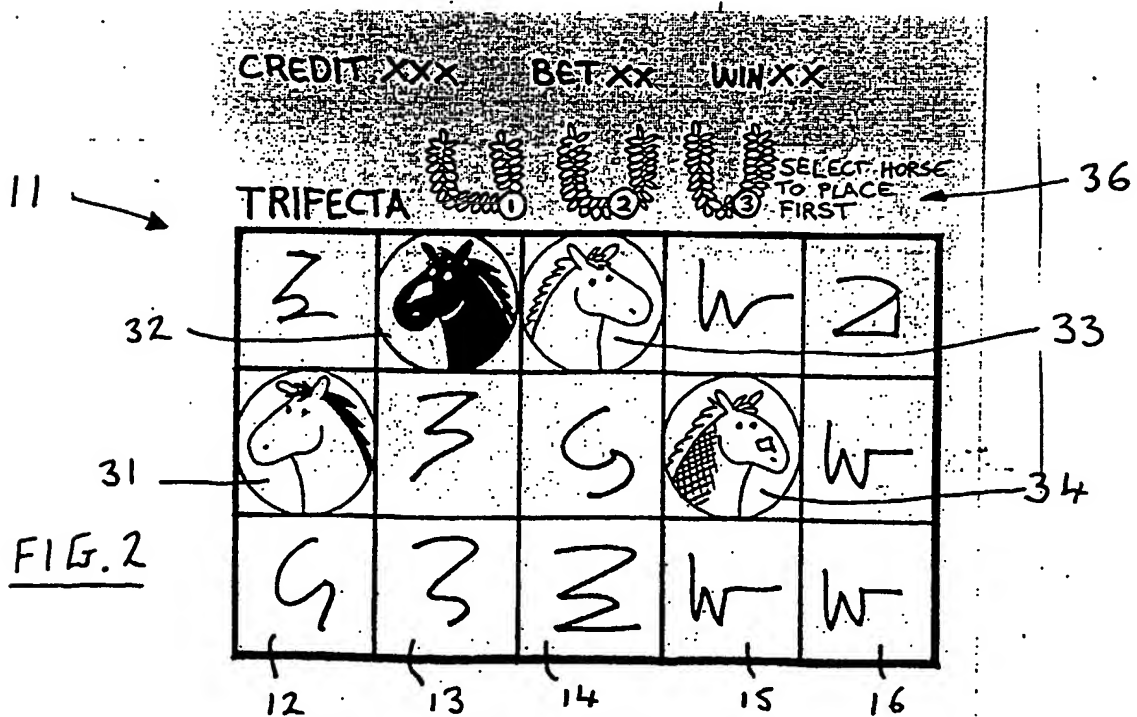 CREDIT XXX BET XX WIN XX
1 2 3 SELECT HORSE
TO PLACE
FIRST
TRIFECTA
11
36
32
33
31
34
FIG. 2
12 13 14 15 16